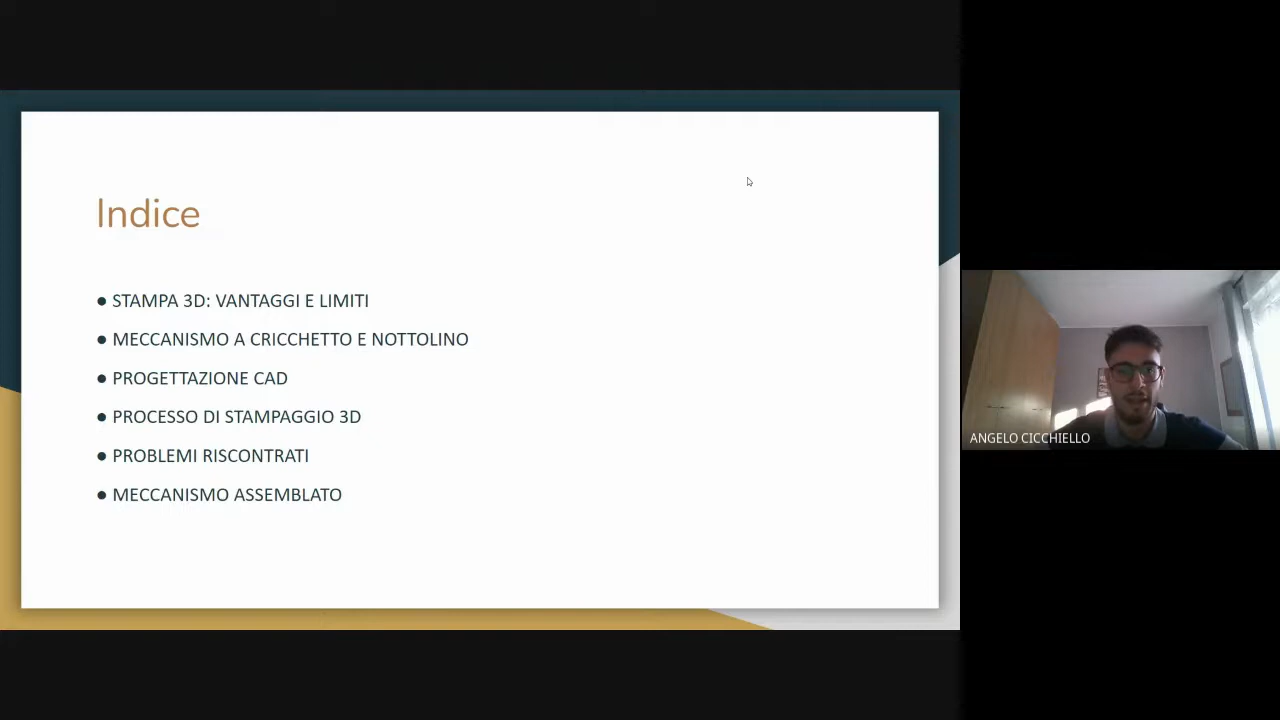 Indice
● STAMPA 3D: VANTAGGI E LIMITI
● MECCANISMO A CRICCHETTO E NOTTOLINO
● PROGETTAZIONE CAD
● PROCESSO DI STAMPAGGIO 3D
● PROBLEMI RISCONTRATI
● MECCANISMO ASSEMBLATO
ANGELO CICCHIELLO